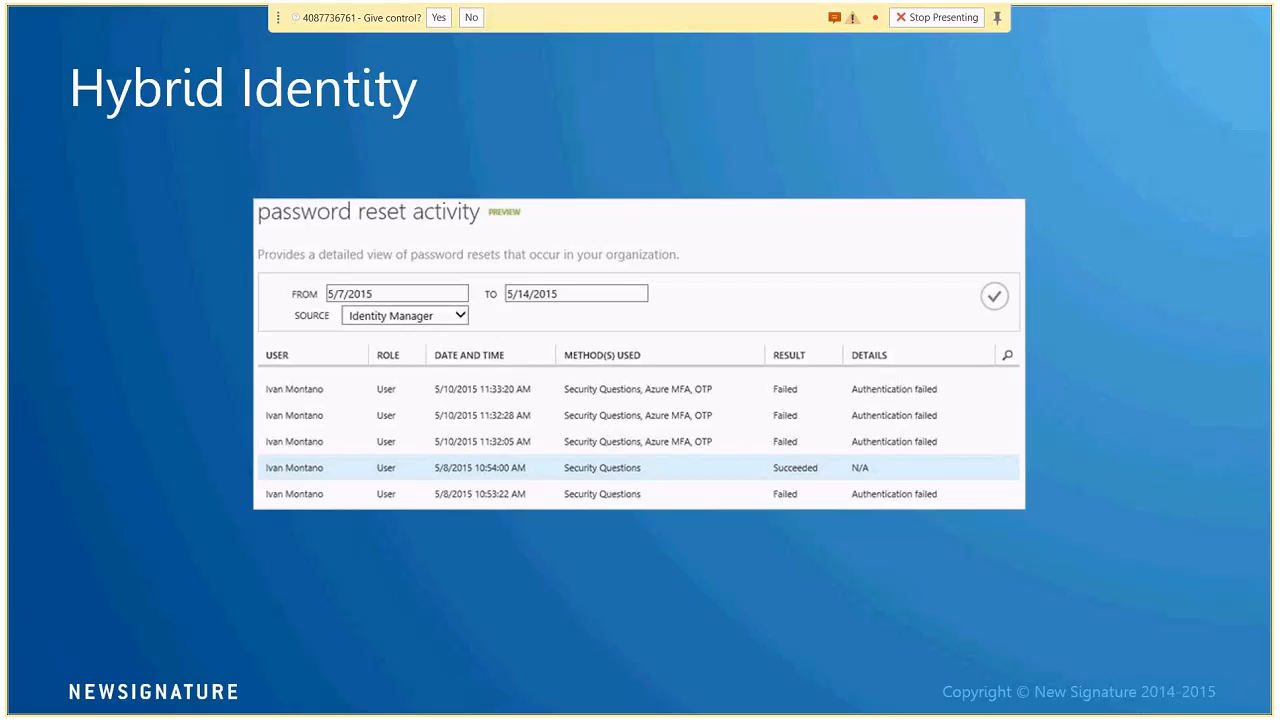 4087736761 - Give control? Yes No Stop Presenting
Hybrid Identity
password reset activity PREVIEW
Provides a detailed view of password resets that occur in your organization.
FROM 5/7/2015 TO 5/14/2015
SOURCE Identity Manager
USER ROLE DATE AND TIME METHOD(S) USED RESULT DETAILS
Ivan Montano User 5/10/2015 11:33:20 AM Security Questions, Azure MFA, OTP Failed Authentication failed
Ivan Montano User 5/10/2015 11:32:28 AM Security Questions, Azure MFA, OTP Failed Authentication failed
Ivan Montano User 5/10/2015 11:32:05 AM Security Questions, Azure MFA, OTP Failed Authentication failed
Ivan Montano User 5/8/2015 10:54:00 AM Security Questions Succeeded N/A
Ivan Montano User 5/8/2015 10:53:22 AM Security Questions Failed Authentication failed
NEWSIGNATURE
Copyright © New Signature 2014-2015